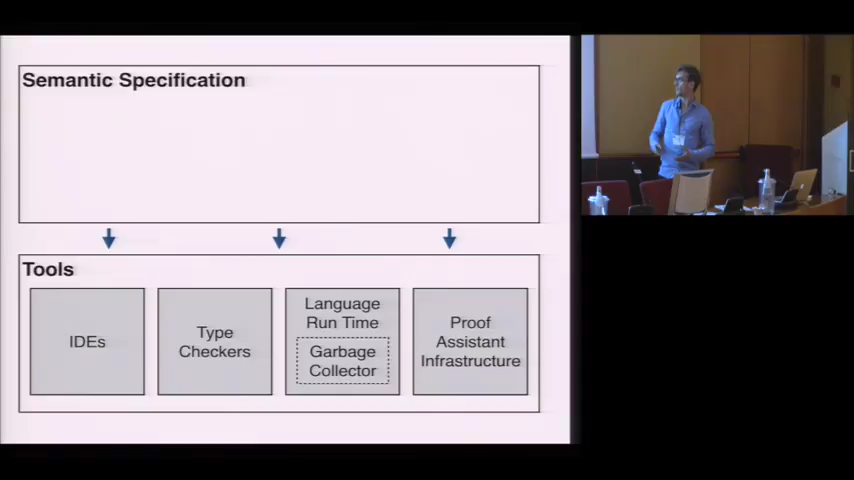 Semantic Specification
Tools
IDEs
Type
Checkers
Language
Run Time
Garbage
Collector
Proof
Assistant
Infrastructure